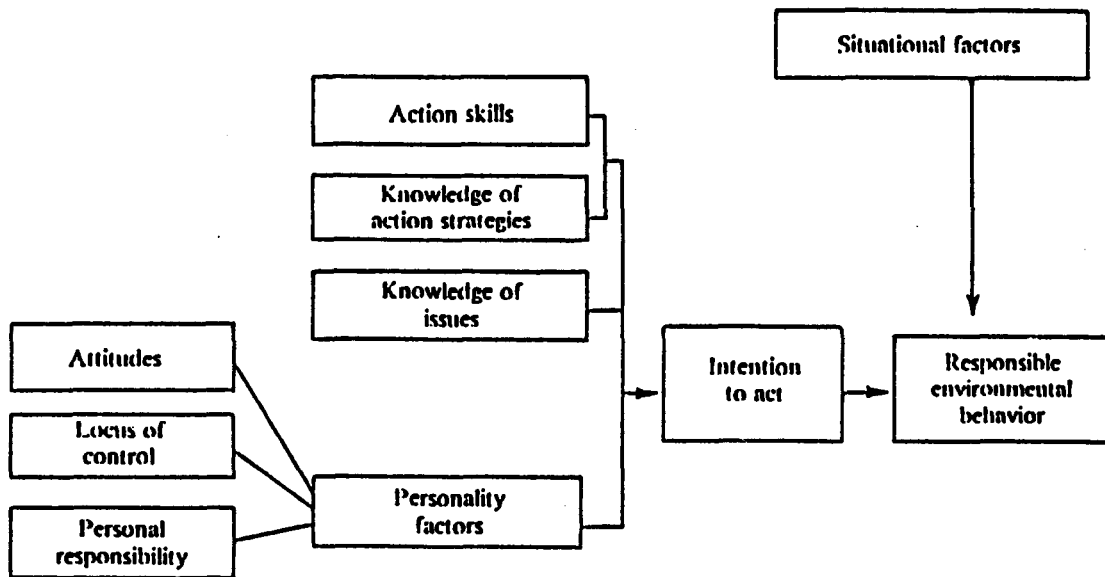 Situational factors
Action skills
Knowledge of
action strategies
Knowledge of
issues
Attitudes
Locus of
control
Personal
responsibility
Personality
factors
Intention
to act
Responsible
environmental
behavior